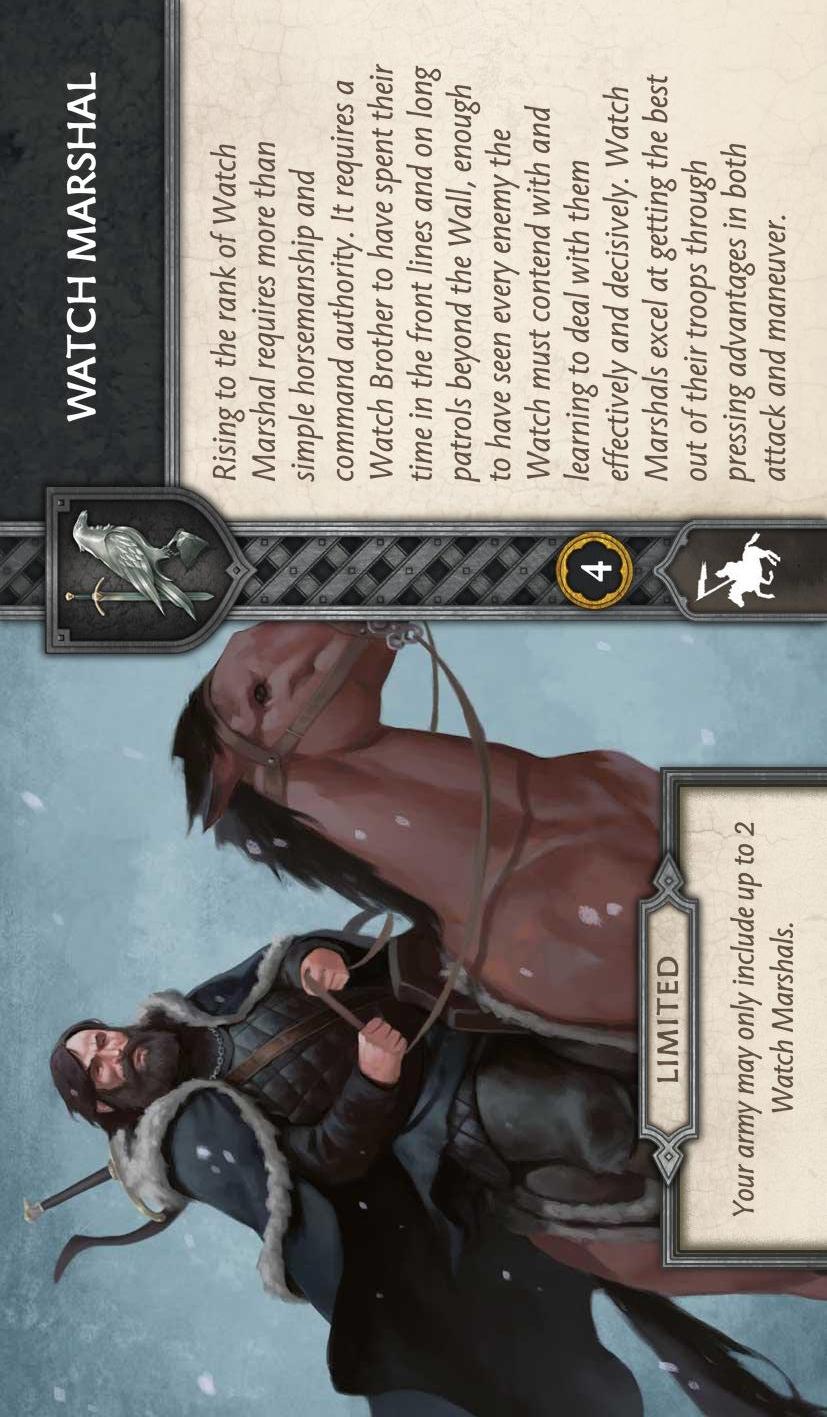 WATCH MARSHAL
Rising to the rank of Watch
Marshal requires more than
simple horsemanship and
command authority. It requires a
Watch Brother to have spent their
time in the front lines and on long
patrols beyond the Wall, enough
to have seen every enemy the
Watch must contend with and
learning to deal with them
effectively and decisively. Watch
Marshals excel at getting the best
out of their troops through
pressing advantages in both
attack and maneuver.
4
LIMITED
Your army may only include up to 2
Watch Marshals.